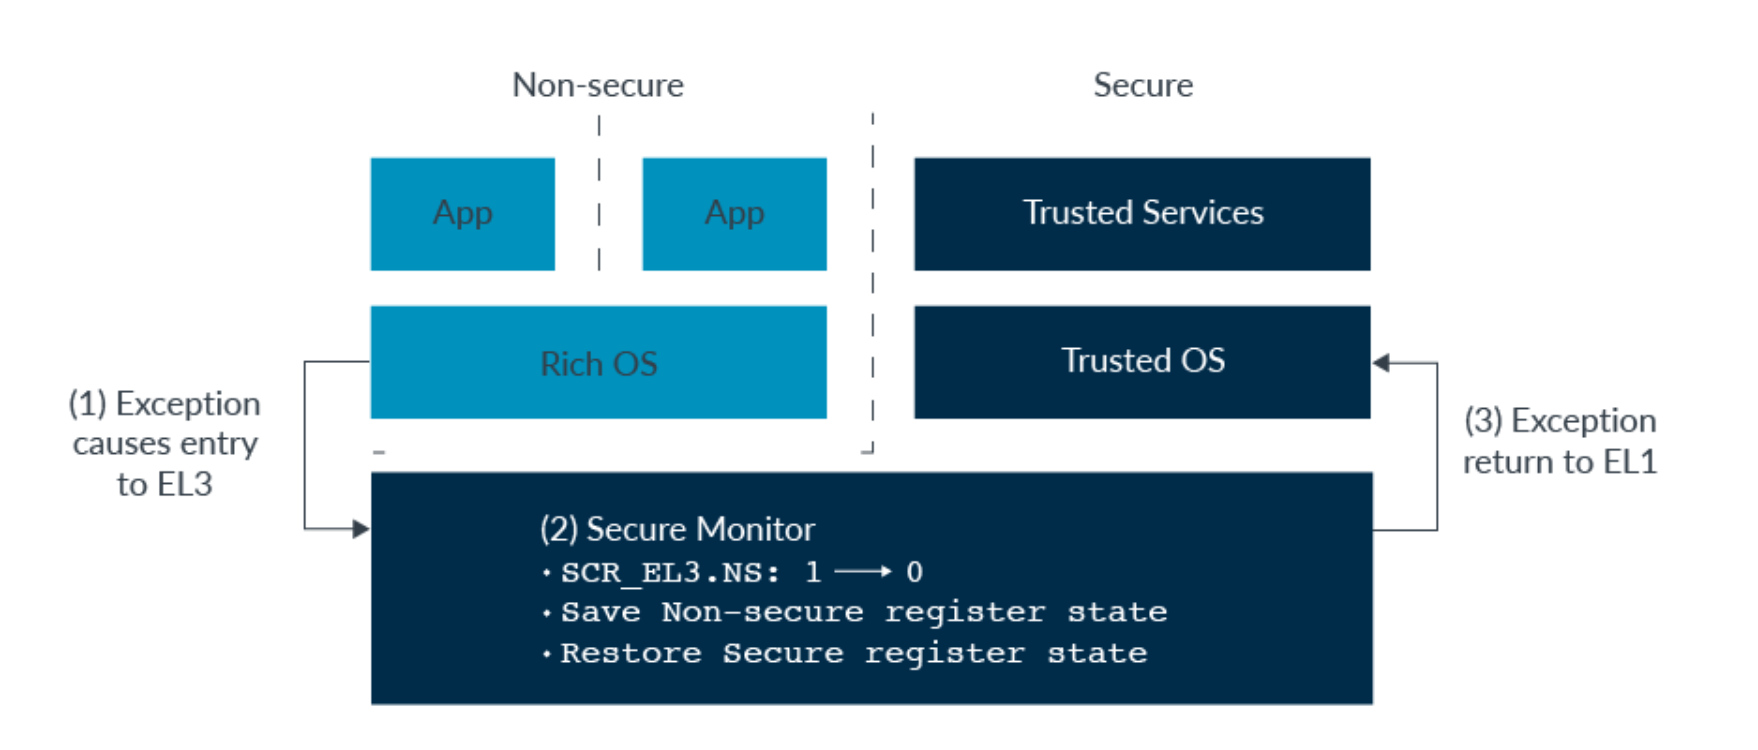 Non-secure
Secure
App
App
Trusted Services
Rich OS
Trusted OS
(1) Exception
causes entry
to EL3
(3) Exception
return to EL1
(2) Secure Monitor
· SCR_EL3.NS: 1 → 0
· Save Non-secure register state
· Restore Secure register state